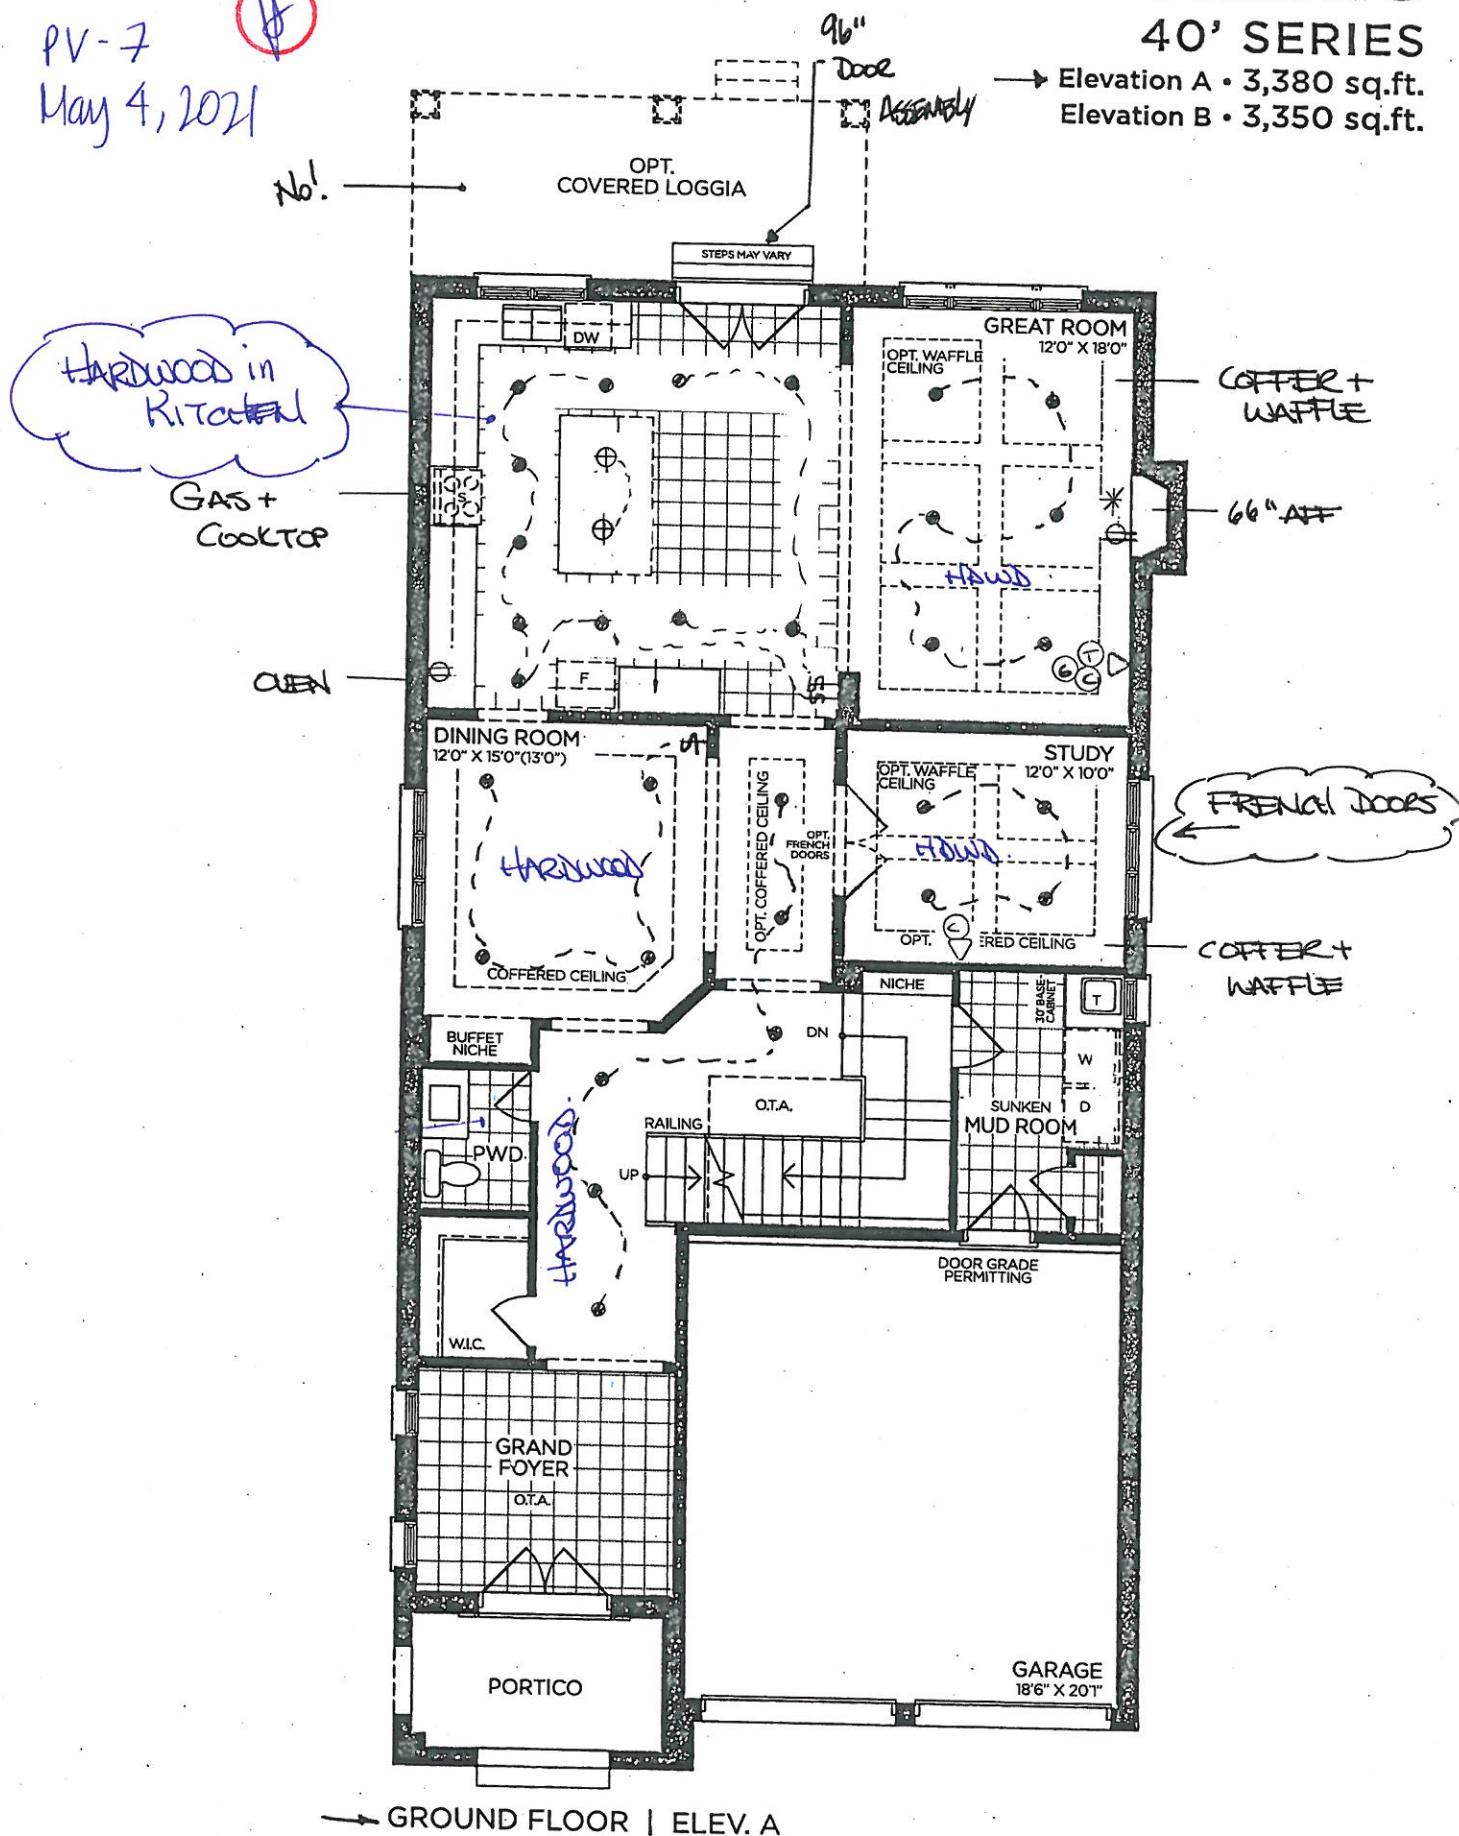 PV-7
May 4, 2021
96"
DOOR
ASSEMBLY
40' SERIES
Elevation A • 3,380 sq.ft.
Elevation B • 3,350 sq.ft.
No!
OPT.
COVERED LOGGIA
STEPS MAY VARY
DW
GREAT ROOM
12'0" X 18'0"
OPT. WAFFLE
CEILING
HARDWOOD in
KITCHEN
COFFER +
WAFFLE
GAS +
COOKTOP
S
66" AFF
HDWD
T
6
C
OVEN
F
DINING ROOM
12'0" X 15'0"(13'0")
STUDY
12'0" X 10'0"
OPT. WAFFLE
CEILING
OPT. COFFERED CEILING
OPT.
FRENCH
DOORS
FRENCH DOORS
HARDWOOD
HDWD.
C
OPT.
ERED CEILING
COFFER +
WAFFLE
COFFERED CEILING
NICHE
30" BASE
CABINET
T
BUFFET
NICHE
DN
W
D
O.T.A.
SUNKEN
MUD ROOM
RAILING
PWD.
UP
HARDWOOD.
DOOR GRADE
PERMITTING
W.I.C.
GRAND
FOYER
O.T.A.
PORTICO
GARAGE
18'6" X 20'1"
GROUND FLOOR | ELEV. A